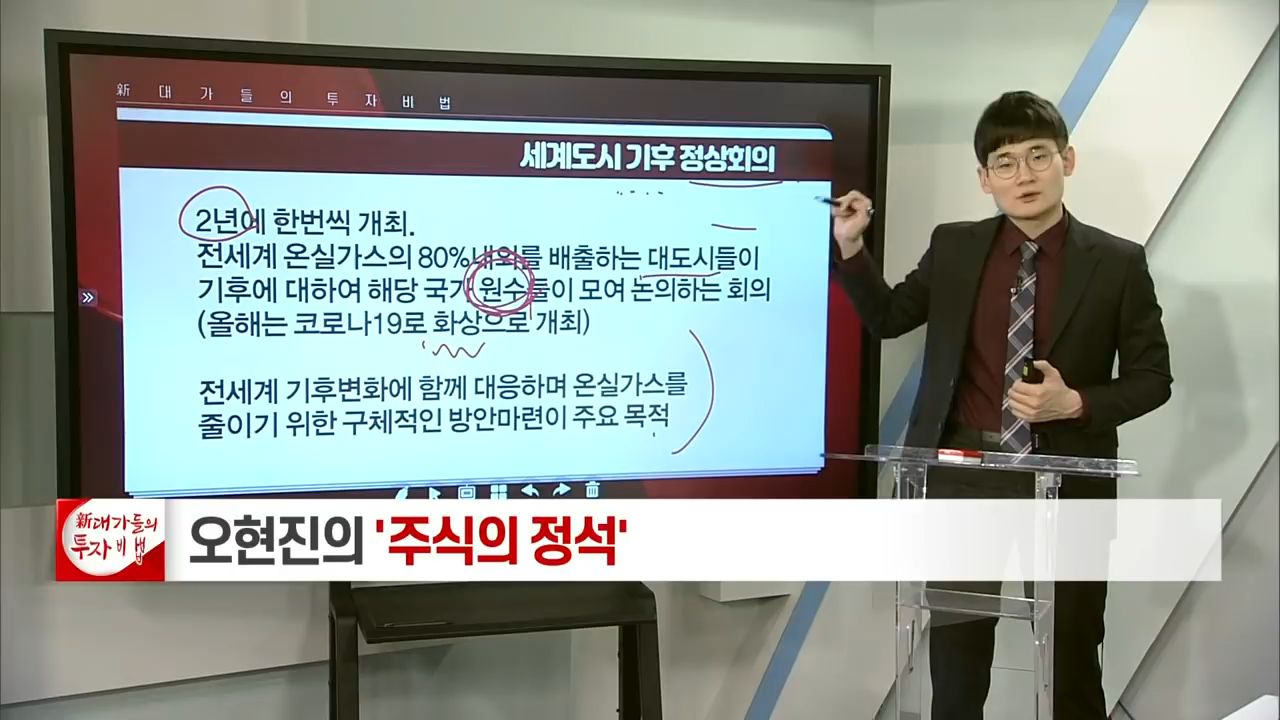 新 대 가 들 의 투 자 비 법
세계도시 기후 정상회의
2년에 한번씩 개최.
전세계 온실가스의 80%내외를 배출하는 대도시들이
기후에 대하여 해당 국가 원수들이 모여 논의하는 회의
(올해는 코로나19로 화상으로 개최)
전세계 기후변화에 함께 대응하며 온실가스를
줄이기 위한 구체적인 방안마련이 주요 목적
新대가들의
투자비법
오현진의 '주식의 정석'